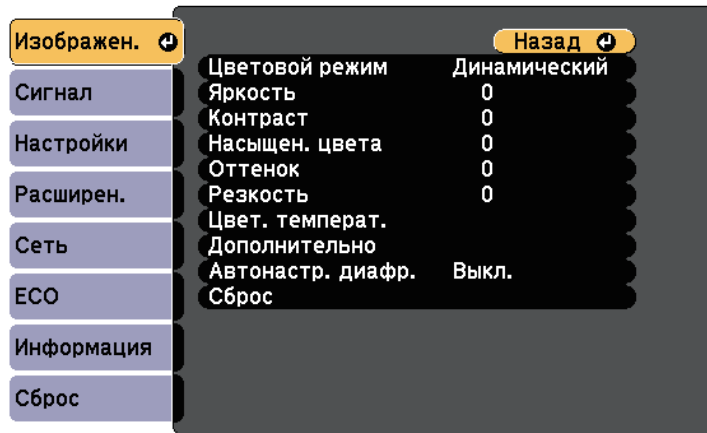 Изображен.
Сигнал
Настройки
Расширен.
Сеть
ECO
Информация
Сброс
Назад
Цветовой режим Динамический
Яркость 0
Контраст 0
Насыщен. цвета 0
Оттенок 0
Резкость 0
Цвет. температ.
Дополнительно
Автонастр. диафр. Выкл.
Сброс